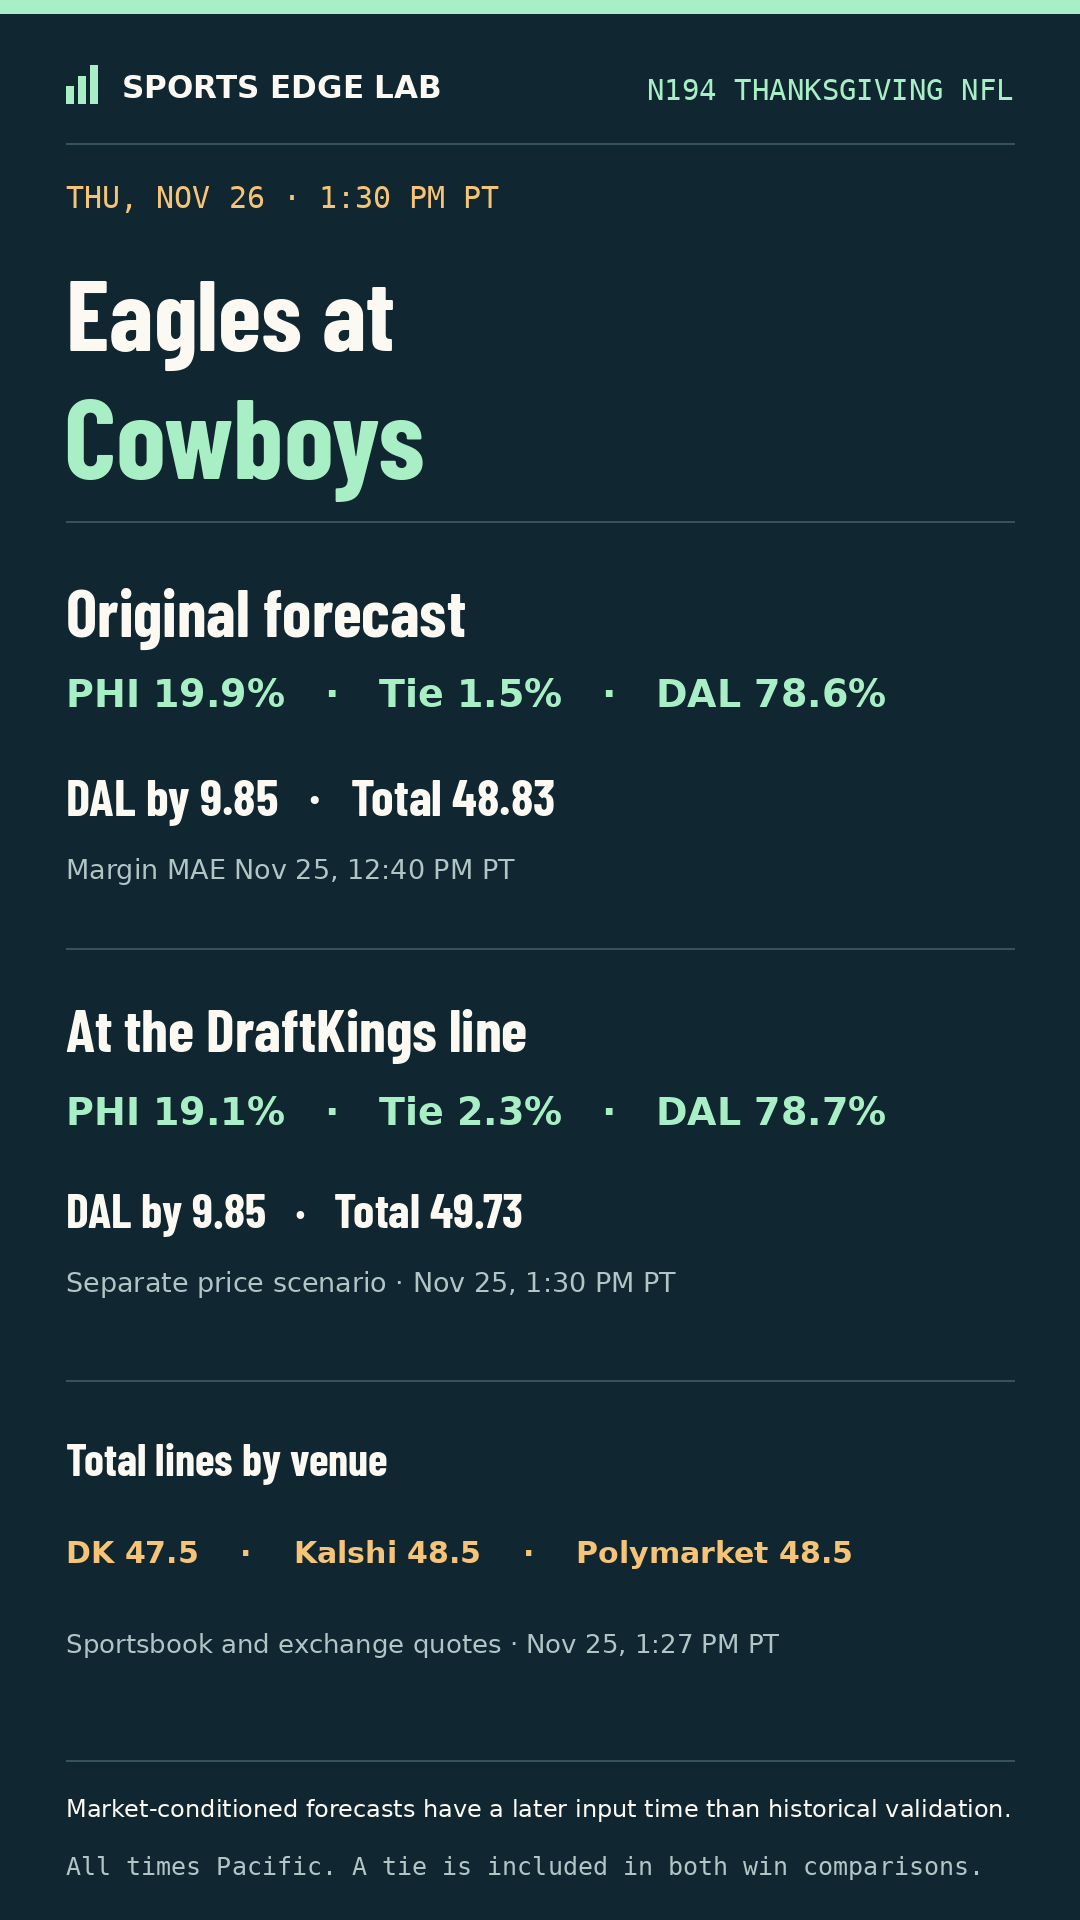 SPORTS EDGE LAB
N194 THANKSGIVING NFL
THU, NOV 26 · 1:30 PM PT
Eagles at
Cowboys
Original forecast
PHI 19.9% · Tie 1.5% · DAL 78.6%
DAL by 9.85 · Total 48.83
Margin MAE Nov 25, 12:40 PM PT
At the DraftKings line
PHI 19.1% · Tie 2.3% · DAL 78.7%
DAL by 9.85 · Total 49.73
Separate price scenario · Nov 25, 1:30 PM PT
Total lines by venue
DK 47.5 · Kalshi 48.5 · Polymarket 48.5
Sportsbook and exchange quotes · Nov 25, 1:27 PM PT
Market-conditioned forecasts have a later input time than historical validation.
All times Pacific. A tie is included in both win comparisons.